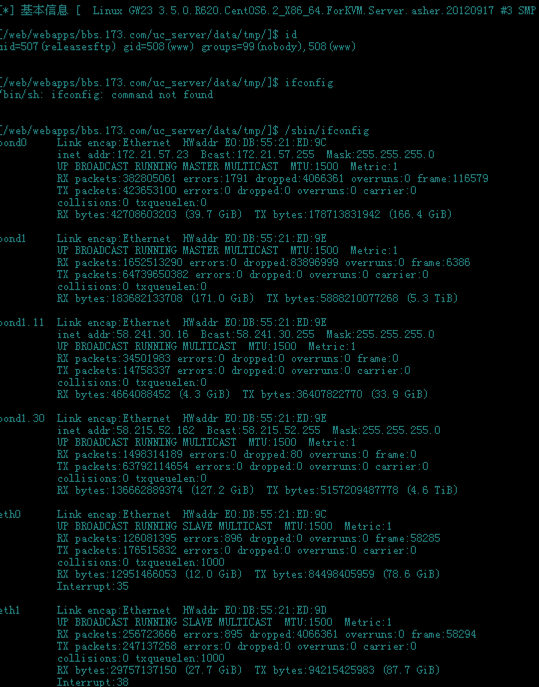 [*] 基本信息 [ Linux GW23 3.5.0.R620.CentOS6.2_X86_64.ForKVM.Server.asher.20120917 #3 SMP
[/web/webapps/bbs.173.com/uc_server/data/tmp/]$ id
uid=507(releasesftp) gid=508(www) groups=99(nobody),508(www)
[/web/webapps/bbs.173.com/uc_server/data/tmp/]$ ifconfig
/bin/sh: ifconfig: command not found
[/web/webapps/bbs.173.com/uc_server/data/tmp/]$ /sbin/ifconfig
bond0 Link encap:Ethernet HWaddr E0:DB:55:21:ED:9C
inet addr:172.21.57.23 Bcast:172.21.57.255 Mask:255.255.255.0
UP BROADCAST RUNNING MASTER MULTICAST MTU:1500 Metric:1
RX packets:382805061 errors:1791 dropped:4066361 overruns:0 frame:116579
TX packets:423653100 errors:0 dropped:0 overruns:0 carrier:0
collisions:0 txqueuelen:0
RX bytes:42708603203 (39.7 GiB) TX bytes:178713831942 (166.4 GiB)
bond1 Link encap:Ethernet HWaddr E0:DB:55:21:ED:9E
UP BROADCAST RUNNING MASTER MULTICAST MTU:1500 Metric:1
RX packets:1652513290 errors:0 dropped:83896999 overruns:0 frame:6386
TX packets:64739650382 errors:0 dropped:0 overruns:0 carrier:0
collisions:0 txqueuelen:0
RX bytes:183682133708 (171.0 GiB) TX bytes:5888210077268 (5.3 TiB)
bond1.11 Link encap:Ethernet HWaddr E0:DB:55:21:ED:9E
inet addr:58.241.30.16 Bcast:58.241.30.255 Mask:255.255.255.0
UP BROADCAST RUNNING MULTICAST MTU:1500 Metric:1
RX packets:34501983 errors:0 dropped:0 overruns:0 frame:0
TX packets:14758337 errors:0 dropped:0 overruns:0 carrier:0
collisions:0 txqueuelen:0
RX bytes:4664088452 (4.3 GiB) TX bytes:36407822770 (33.9 GiB)
bond1.30 Link encap:Ethernet HWaddr E0:DB:55:21:ED:9E
inet addr:58.215.52.162 Bcast:58.215.52.255 Mask:255.255.255.0
UP BROADCAST RUNNING MULTICAST MTU:1500 Metric:1
RX packets:1498314189 errors:0 dropped:80 overruns:0 frame:0
TX packets:63792114654 errors:0 dropped:0 overruns:0 carrier:0
collisions:0 txqueuelen:0
RX bytes:136662889374 (127.2 GiB) TX bytes:5157209487778 (4.6 TiB)
eth0 Link encap:Ethernet HWaddr E0:DB:55:21:ED:9C
UP BROADCAST RUNNING SLAVE MULTICAST MTU:1500 Metric:1
RX packets:126081395 errors:896 dropped:0 overruns:0 frame:58285
TX packets:176515832 errors:0 dropped:0 overruns:0 carrier:0
collisions:0 txqueuelen:1000
RX bytes:12951466053 (12.0 GiB) TX bytes:84498405959 (78.6 GiB)
Interrupt:35
eth1 Link encap:Ethernet HWaddr E0:DB:55:21:ED:9D
UP BROADCAST RUNNING SLAVE MULTICAST MTU:1500 Metric:1
RX packets:256723666 errors:895 dropped:4066361 overruns:0 frame:58294
TX packets:247137268 errors:0 dropped:0 overruns:0 carrier:0
collisions:0 txqueuelen:1000
RX bytes:29757137150 (27.7 GiB) TX bytes:94215425983 (87.7 GiB)
Interrupt:38